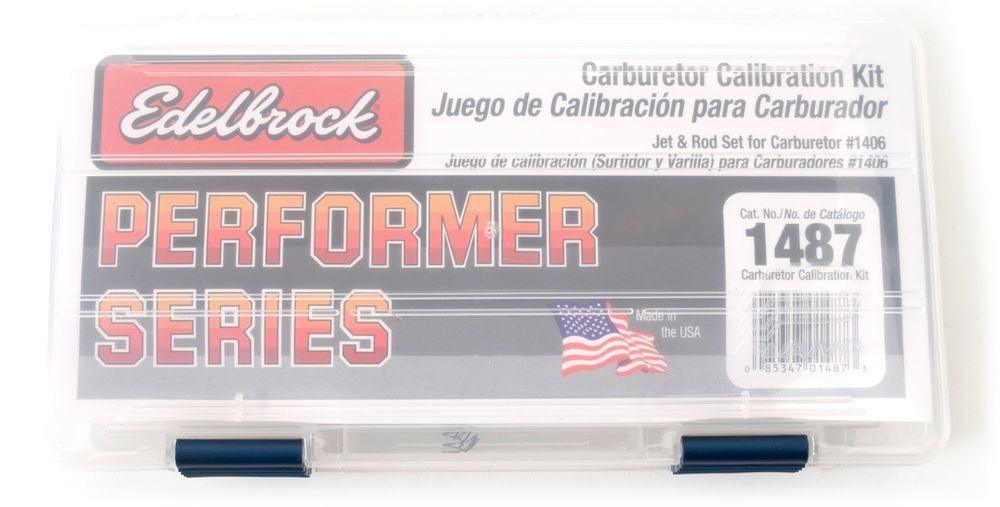 Edelbrock
Carburetor Calibration Kit
Juego de Calibración para Carburador
Jet & Rod Set for Carburetor #1406
Juego de calibración (Surtidor y Varilla) para Carburadores #1406
PERFORMER
SERIES
Cat. No./No. de Catálogo
1487
Carburetor Calibration Kit
Made in
the USA
0 85347 01487 3